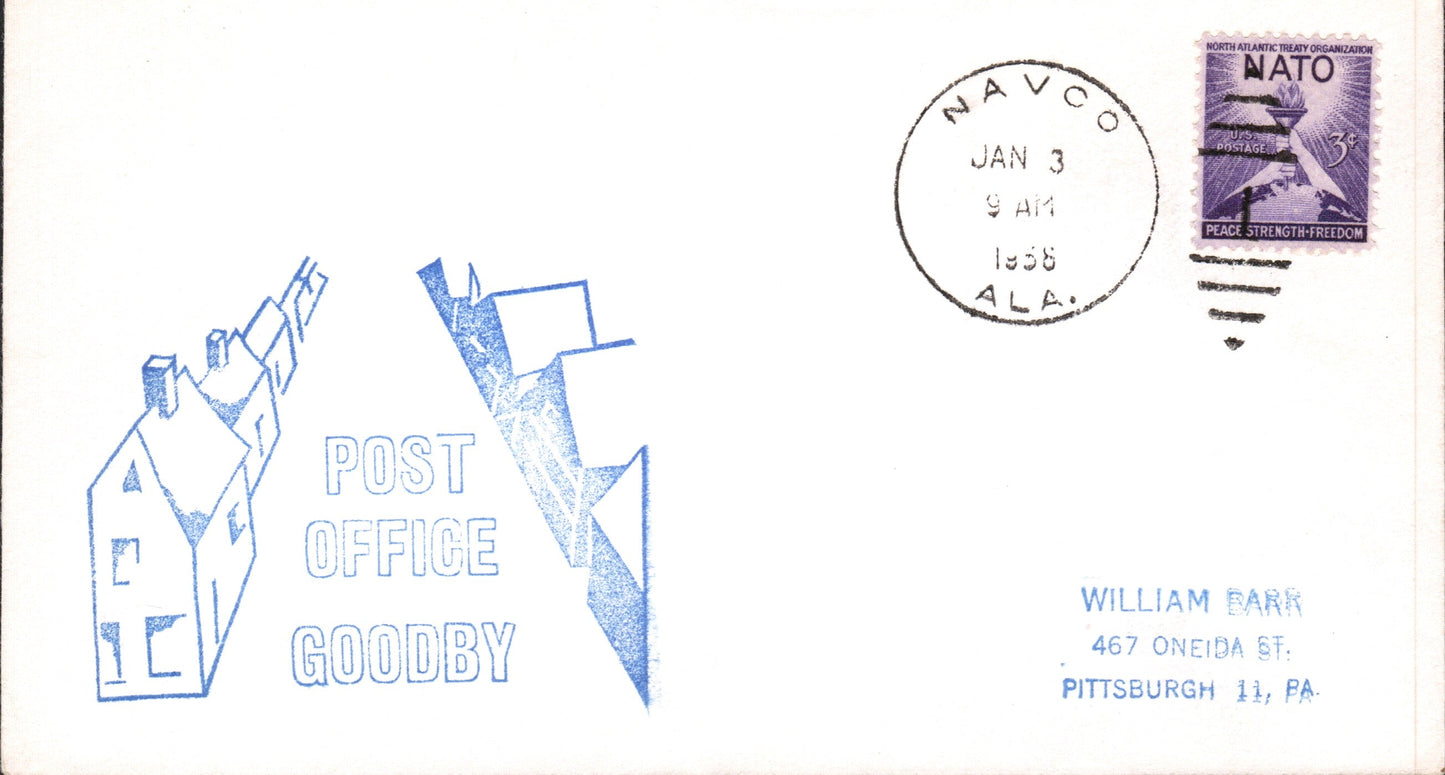 NORTH ATLANTIC TREATY ORGANIZATION
NATO
U.S.
POSTAGE
3¢
PEACE·STRENGTH·FREEDOM
NAVCO
JAN 3
9 AM
1958
ALA.
POST
OFFICE
GOODBY
WILLIAM BARR
467 ONEIDA ST.
PITTSBURGH 11, PA.